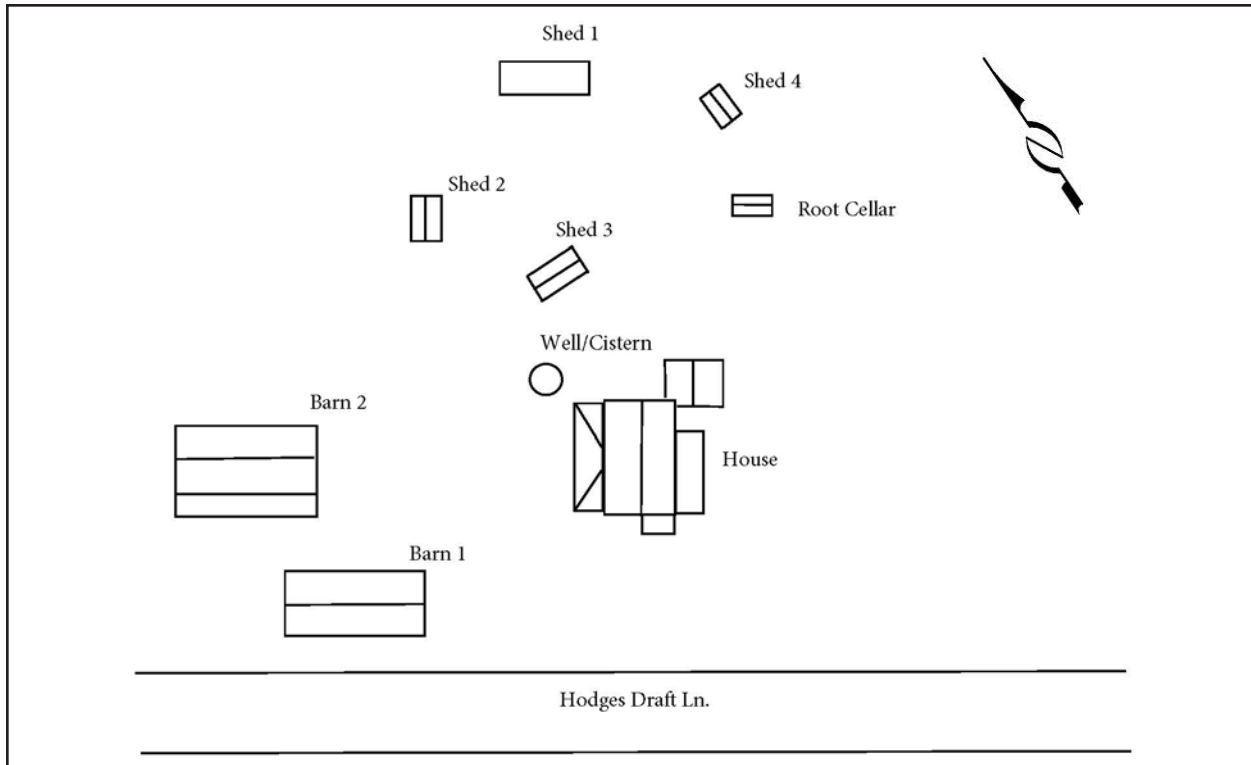 Shed 1
Shed 4
Shed 2
Root Cellar
Shed 3
Well/Cistern
Barn 2
House
Barn 1
Hodges Draft Ln.